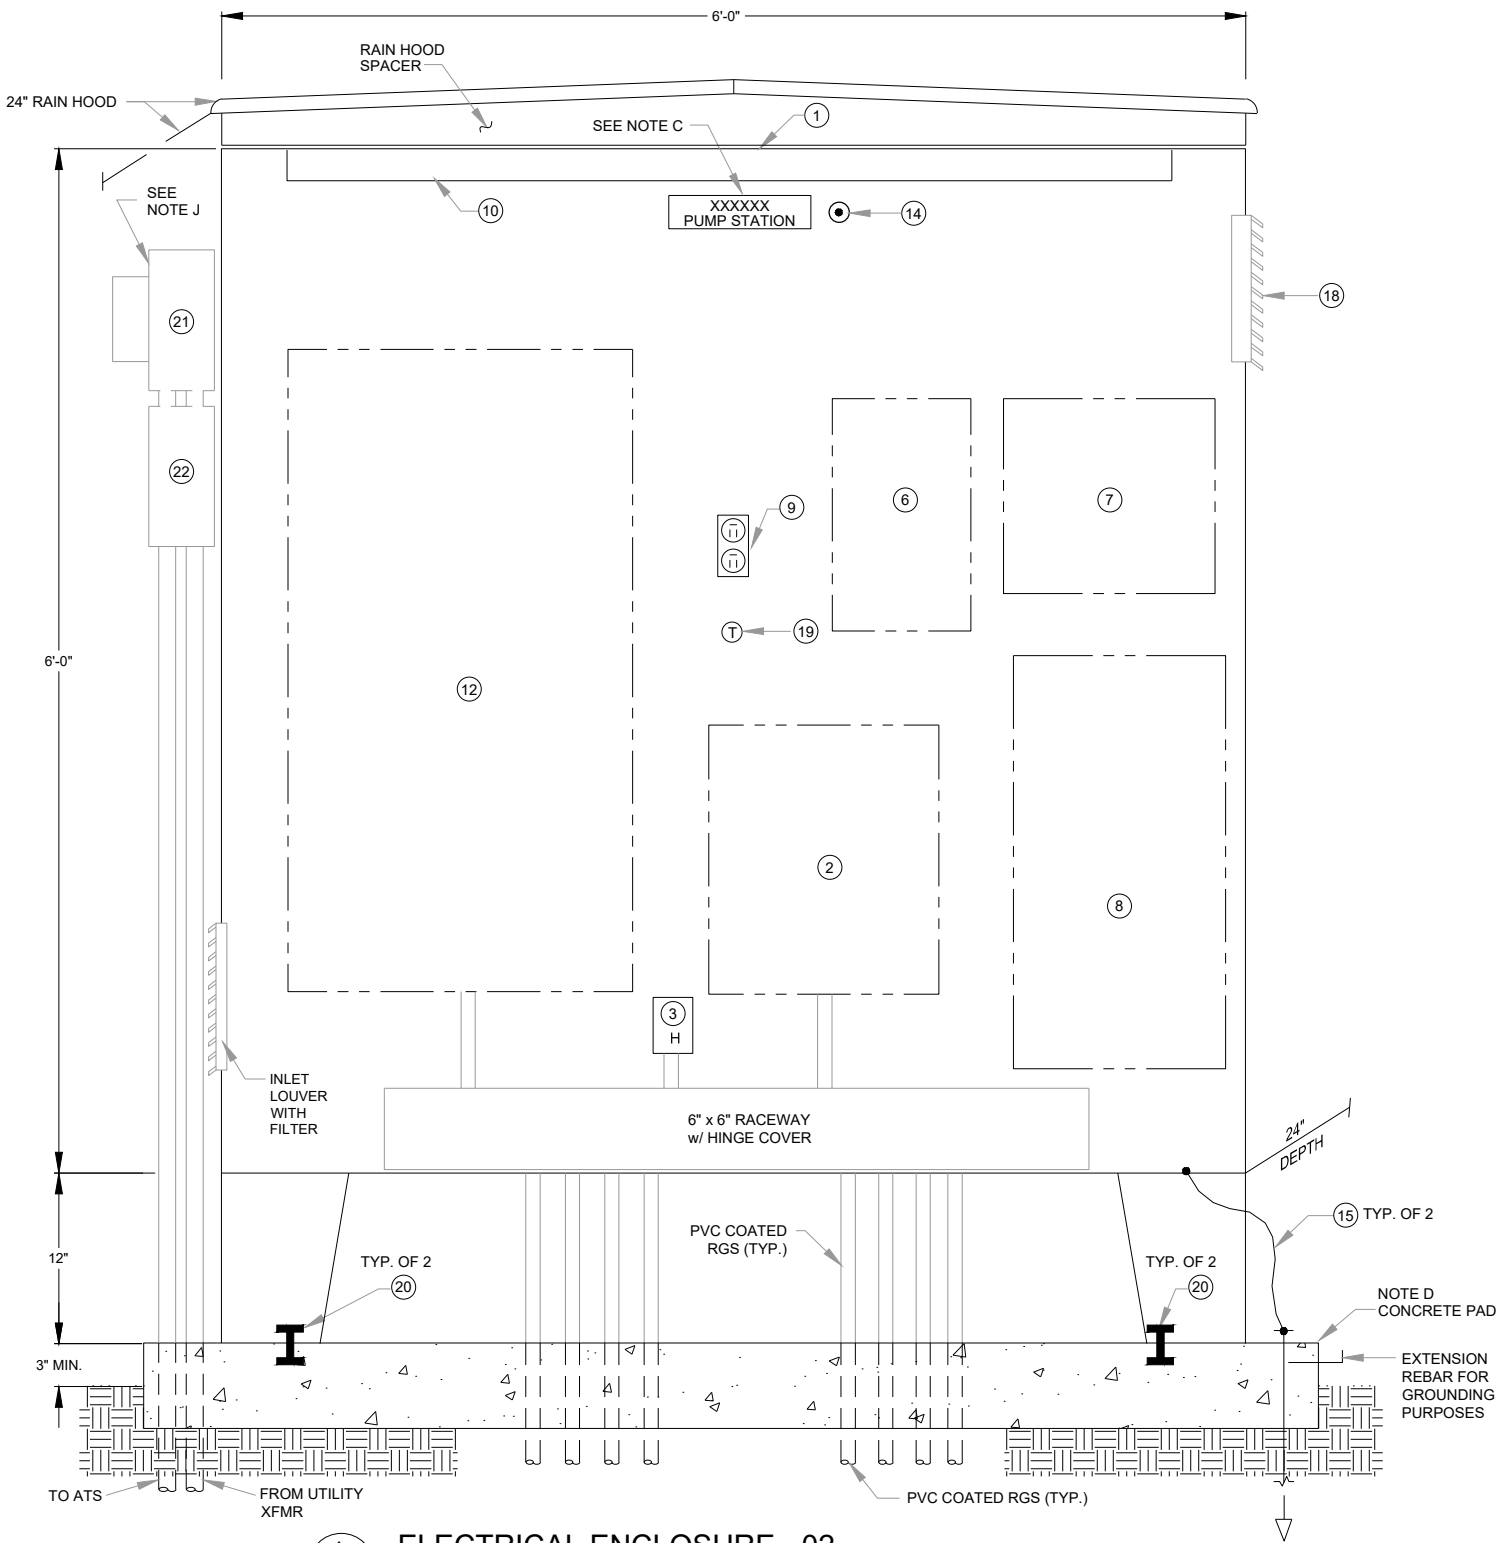 6'-0"
RAIN HOOD
SPACER
24" RAIN HOOD
1
SEE NOTE C
SEE
NOTE J
10
XXXXXX
PUMP STATION
14
18
21
22
6
7
9
T
19
6'-0"
12
2
8
3
H
INLET
LOUVER
WITH
FILTER
6" x 6" RACEWAY
w/ HINGE COVER
24"
DEPTH
15 TYP. OF 2
PVC COATED
RGS (TYP.)
12"
TYP. OF 2
20
TYP. OF 2
20
NOTE D
CONCRETE PAD
3" MIN.
EXTENSION
REBAR FOR
GROUNDING
PURPOSES
TO ATS
FROM UTILITY
XFMR
PVC COATED RGS (TYP.)
ELECTRICAL ENCLOSURE - 02